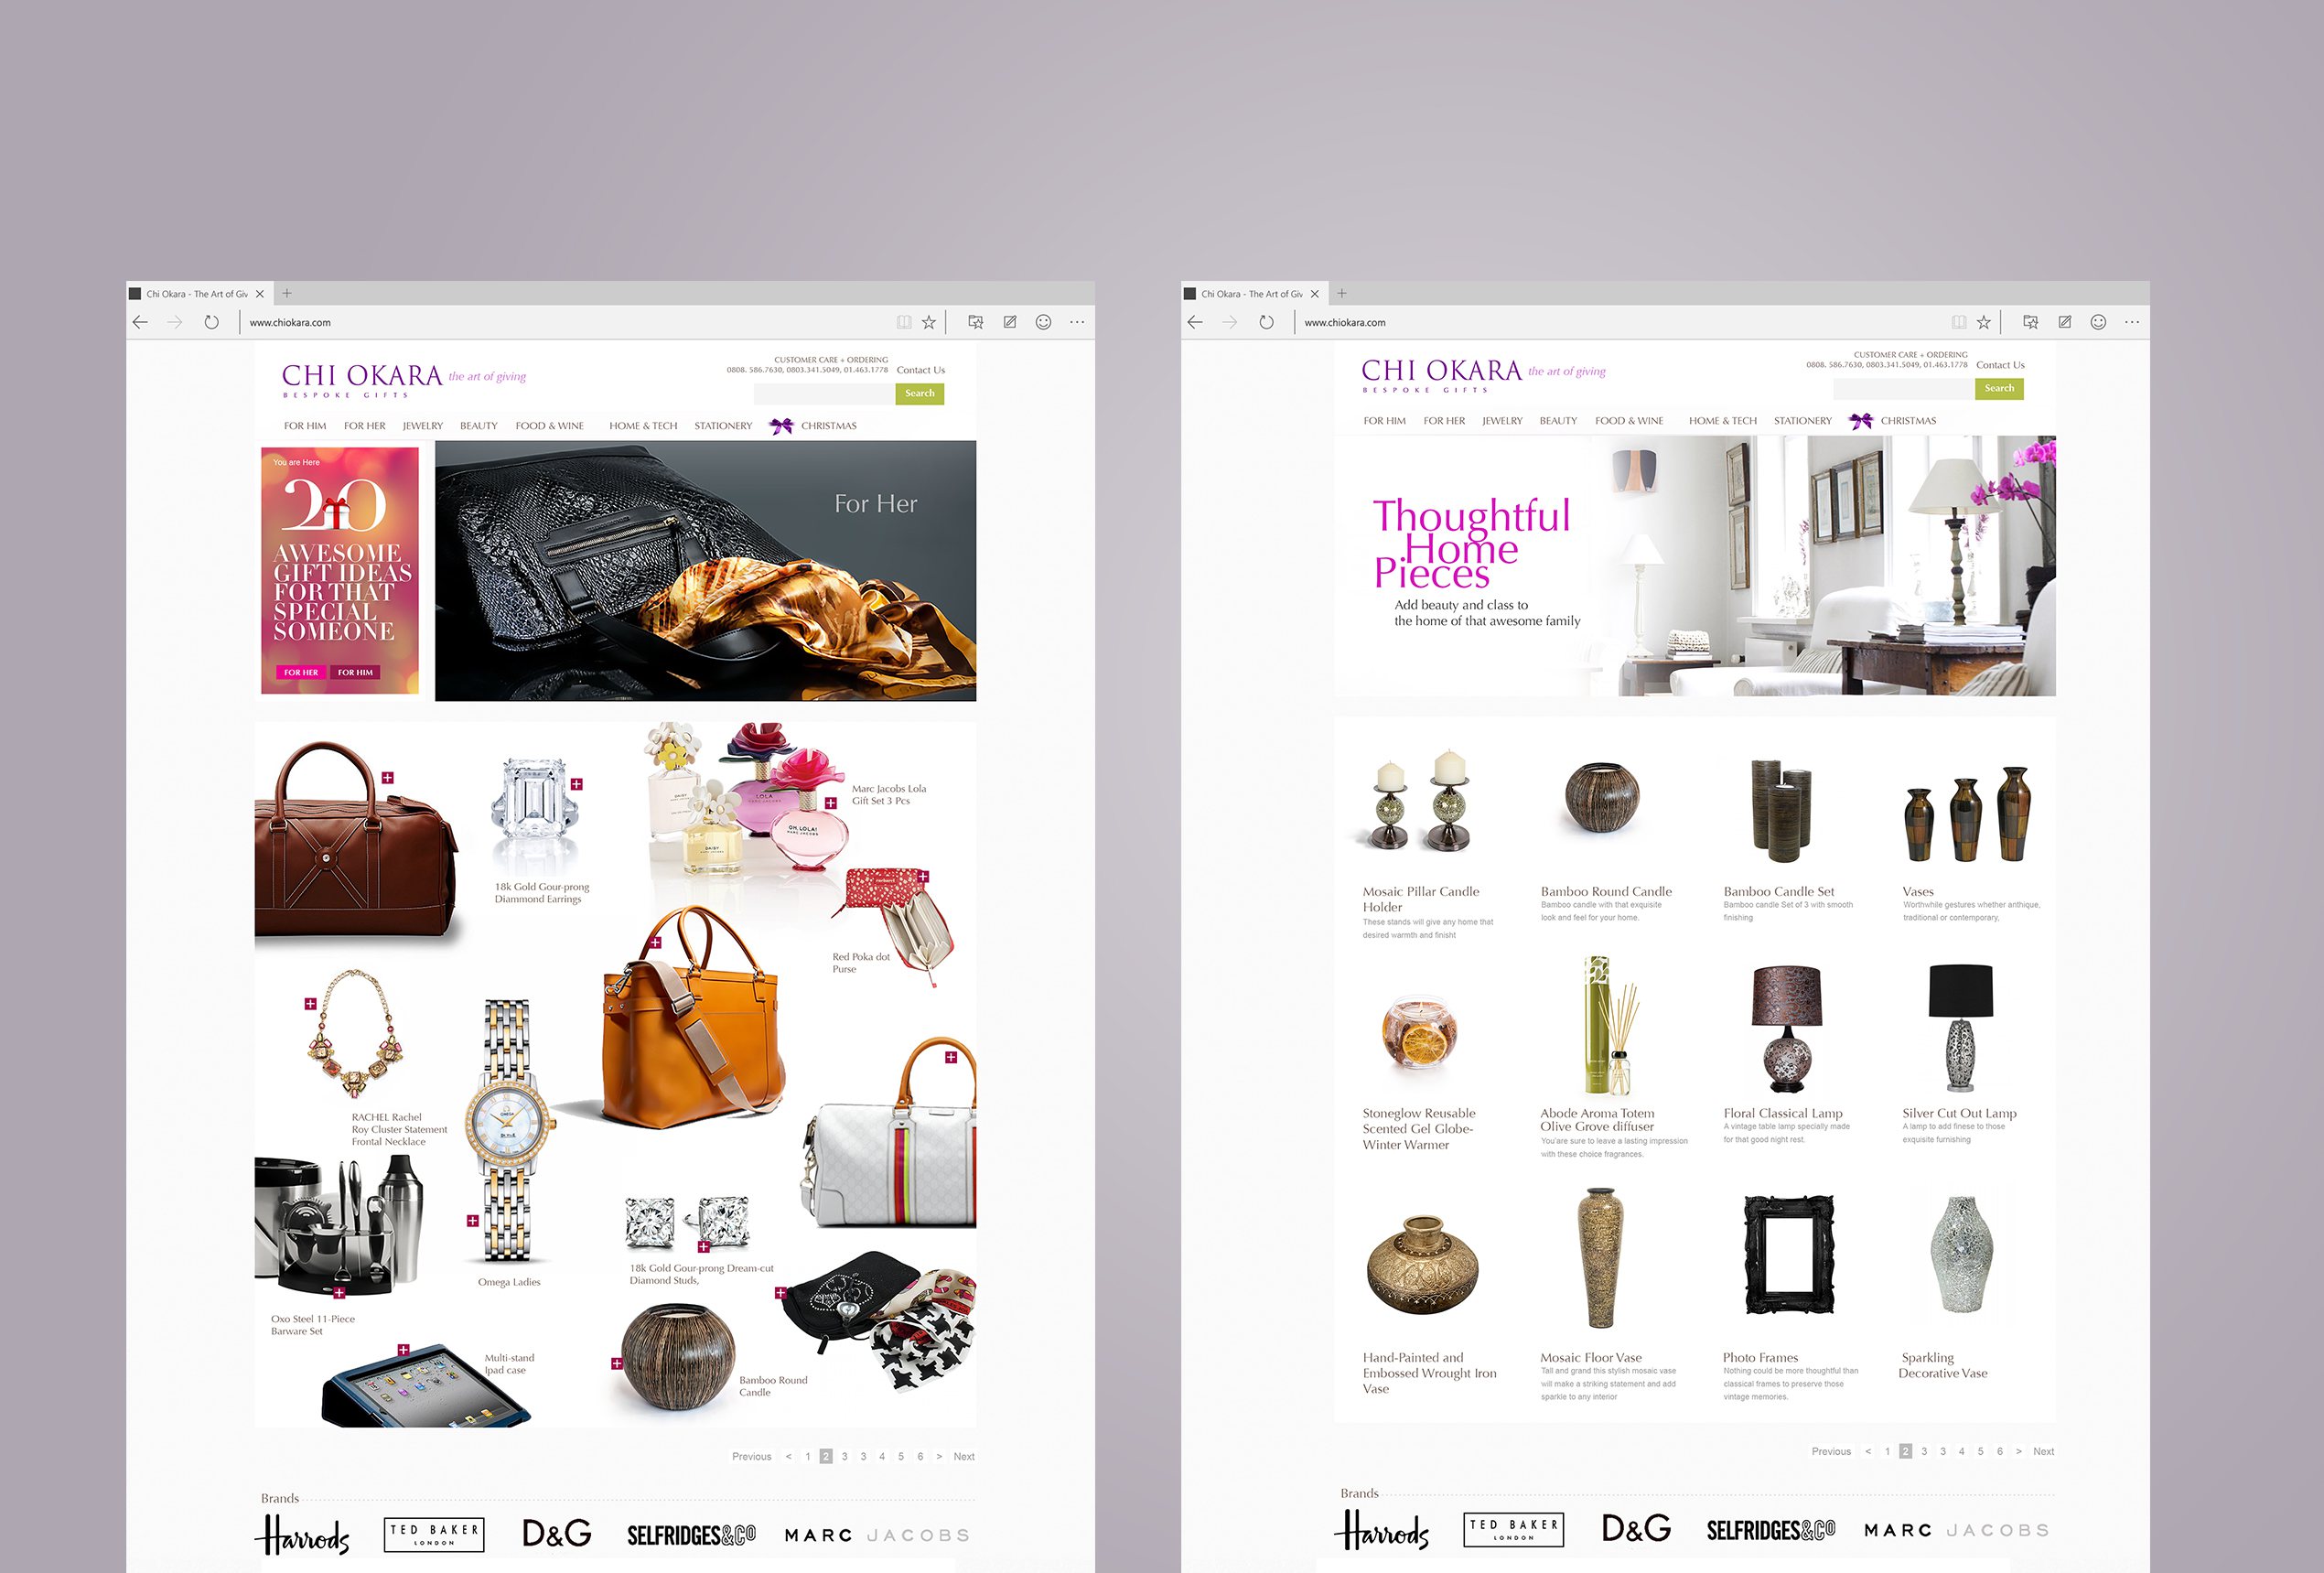 Chi Okara - The Art of Giv
www.chiokara.com
CHI OKARA the art of giving
BESPOKE GIFTS
CUSTOMER CARE + ORDERING
0808. 586.7630, 0803.341.5049, 01.463.1778 Contact Us
Search
FOR HIM FOR HER JEWELRY BEAUTY FOOD & WINE HOME & TECH STATIONERY CHRISTMAS
You are Here
20
AWESOME
GIFT IDEAS
FOR THAT
SPECIAL
SOMEONE
FOR HER FOR HIM
For Her
18k Gold Gour-prong
Diammond Earrings
DAISY
LOLA
DAISY
OH, LOLA!
MARC JACOBS
Marc Jacobs Lola
Gift Set 3 Pcs
Red Poka dot
Purse
RACHEL Rachel
Roy Cluster Statement
Frontal Necklace
OMEGA
Omega Ladies
18k Gold Gour-prong Dream-cut
Diamond Studs,
Oxo Steel 11-Piece
Barware Set
Multi-stand
Ipad case
Bamboo Round
Candle
Previous < 1 2 3 3 4 5 6 > Next
Brands
Harrods
TED BAKER
LONDON
D&G
SELFRIDGES&CO
MARC JACOBS
Chi Okara - The Art of Giv
www.chiokara.com
CHI OKARA the art of giving
BESPOKE GIFTS
CUSTOMER CARE + ORDERING
0808. 586.7630, 0803.341.5049, 01.463.1778 Contact Us
Search
FOR HIM FOR HER JEWELRY BEAUTY FOOD & WINE HOME & TECH STATIONERY CHRISTMAS
Thoughtful
Home
Pieces
Add beauty and class to
the home of that awesome family
Mosaic Pillar Candle
Holder
These stands will give any home that
desired warmth and finisht
Bamboo Round Candle
Bamboo candle with that exquisite
look and feel for your home.
Bamboo Candle Set
Bamboo candle Set of 3 with smooth
finishing
Vases
Worthwhile gestures whether anthique,
traditional or contemporary,
Stoneglow Reusable
Scented Gel Globe-
Winter Warmer
Abode Aroma Totem
Olive Grove diffuser
You're sure to leave a lasting impression
with these choice fragrances.
Floral Classical Lamp
A vintage table lamp specially made
for that good night rest.
Silver Cut Out Lamp
A lamp to add finese to those
exquisite furnishing
Hand-Painted and
Embossed Wrought Iron
Vase
Mosaic Floor Vase
Tall and grand this stylish mosaic vase
will make a striking statement and add
sparkle to any interior
Photo Frames
Nothing could be more thoughtful than
classical frames to preserve those
vintage memories.
Sparkling
Decorative Vase
Previous < 1 2 3 3 4 5 6 > Next
Brands
Harrods
TED BAKER
LONDON
D&G
SELFRIDGES&CO
MARC JACOBS